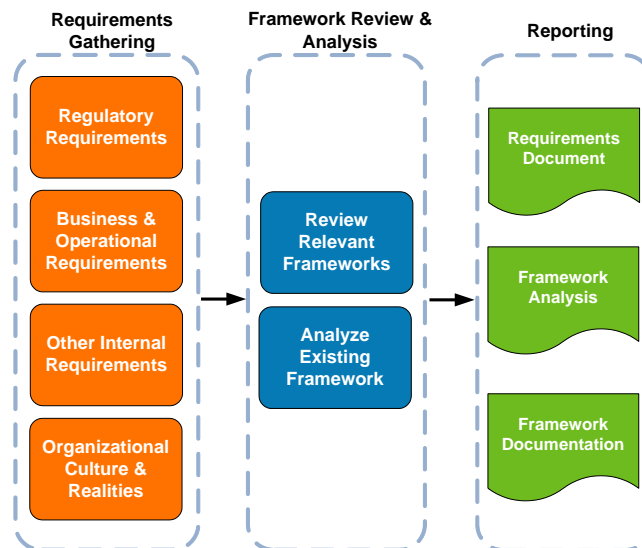 Requirements
Gathering
Framework Review &
Analysis
Reporting
Regulatory
Requirements
Business &
Operational
Requirements
Other Internal
Requirements
Organizational
Culture &
Realities
Review
Relevant
Frameworks
Analyze
Existing
Framework
Requirements
Document
Framework
Analysis
Framework
Documentation